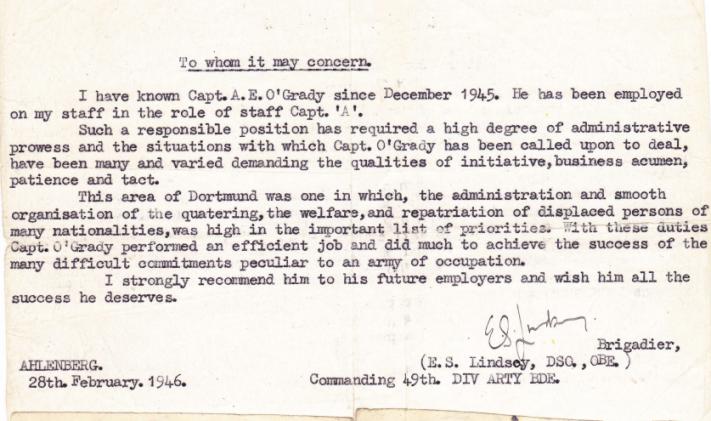 To whom it may concern.
I have known Capt. A.E. O'Grady since December 1945. He has been employed
on my staff in the role of staff Capt. 'A'.
Such a responsible position has required a high degree of administrative
prowess and the situations with which Capt. O'Grady has been called upon to deal,
have been many and varied demanding the qualities of initiative, business acumen,
patience and tact.
This area of Dortmund was one in which, the administration and smooth
organisation of the quatering, the welfare, and repatriation of displaced persons of
many nationalities, was high in the important list of priorities. With these duties
Capt. O'Grady performed an efficient job and did much to achieve the success of the
many difficult commitments peculiar to an army of occupation.
I strongly recommend him to his future employers and wish him all the
success he deserves.
E.S. Lindsey.
Brigadier,
AHLENBERG. (E.S. Lindsey, DSO., OBE.)
28th. February. 1946. Commanding 49th. DIV ARTY BDE.